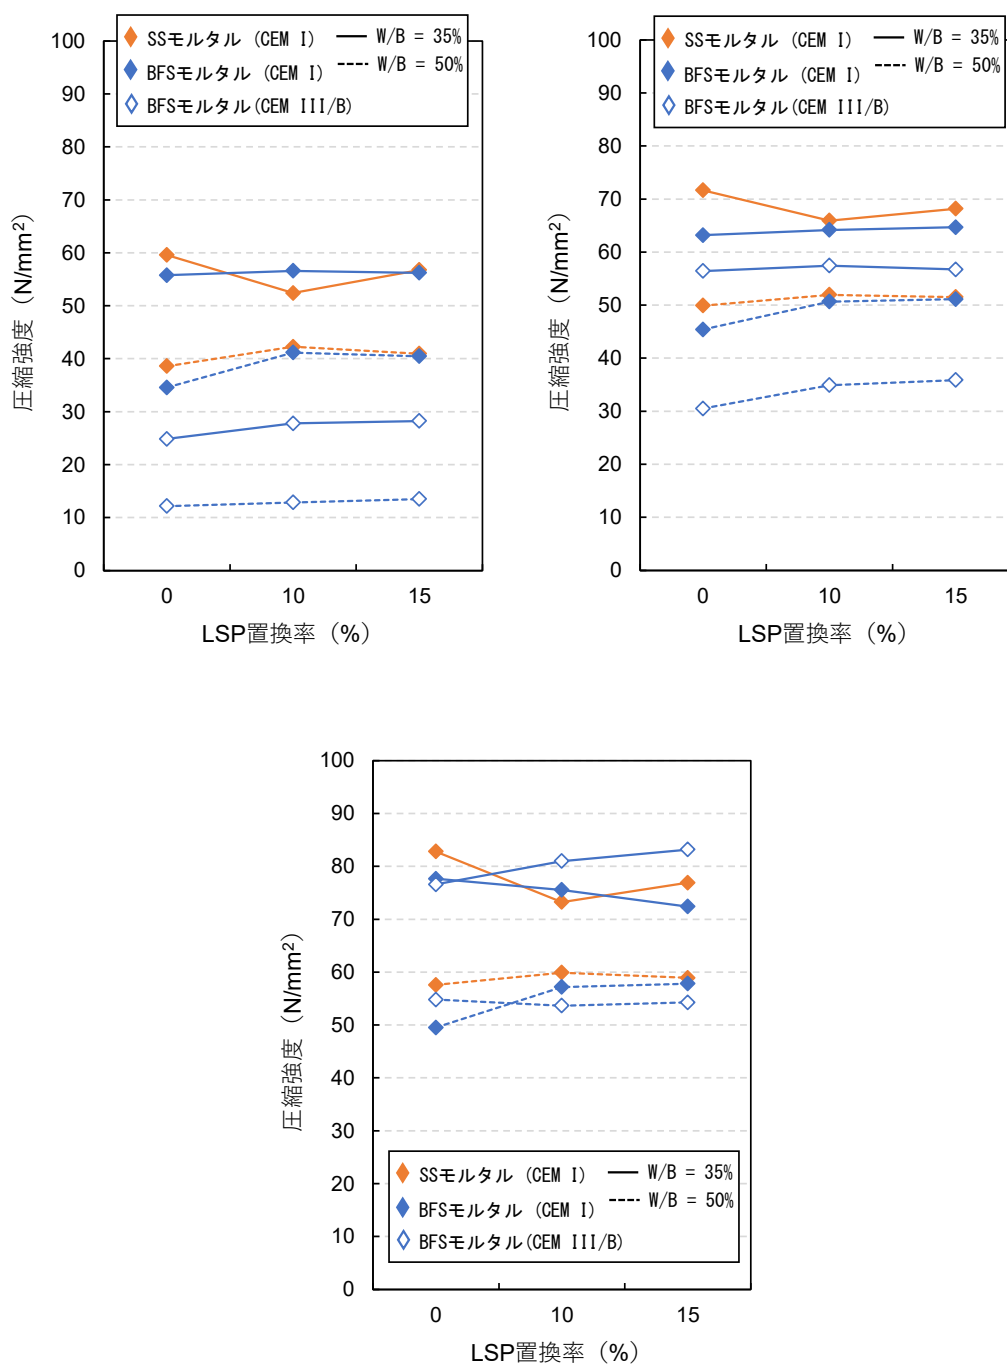 SSモルタル (CEM I)
W/B = 35%
BFSモルタル (CEM I)
W/B = 50%
BFSモルタル(CEM III/B)
100
90
80
70
60
50
40
30
20
10
0
圧縮強度（N/mm²）
0 10 15
LSP置換率（%）
SSモルタル (CEM I)
W/B = 35%
BFSモルタル (CEM I)
W/B = 50%
BFSモルタル(CEM III/B)
100
90
80
70
60
50
40
30
20
10
0
圧縮強度（N/mm²）
0 10 15
LSP置換率（%）
100
90
80
70
60
50
40
30
20
10
0
圧縮強度（N/mm²）
SSモルタル (CEM I)
W/B = 35%
BFSモルタル (CEM I)
W/B = 50%
BFSモルタル(CEM III/B)
0 10 15
LSP置換率（%）